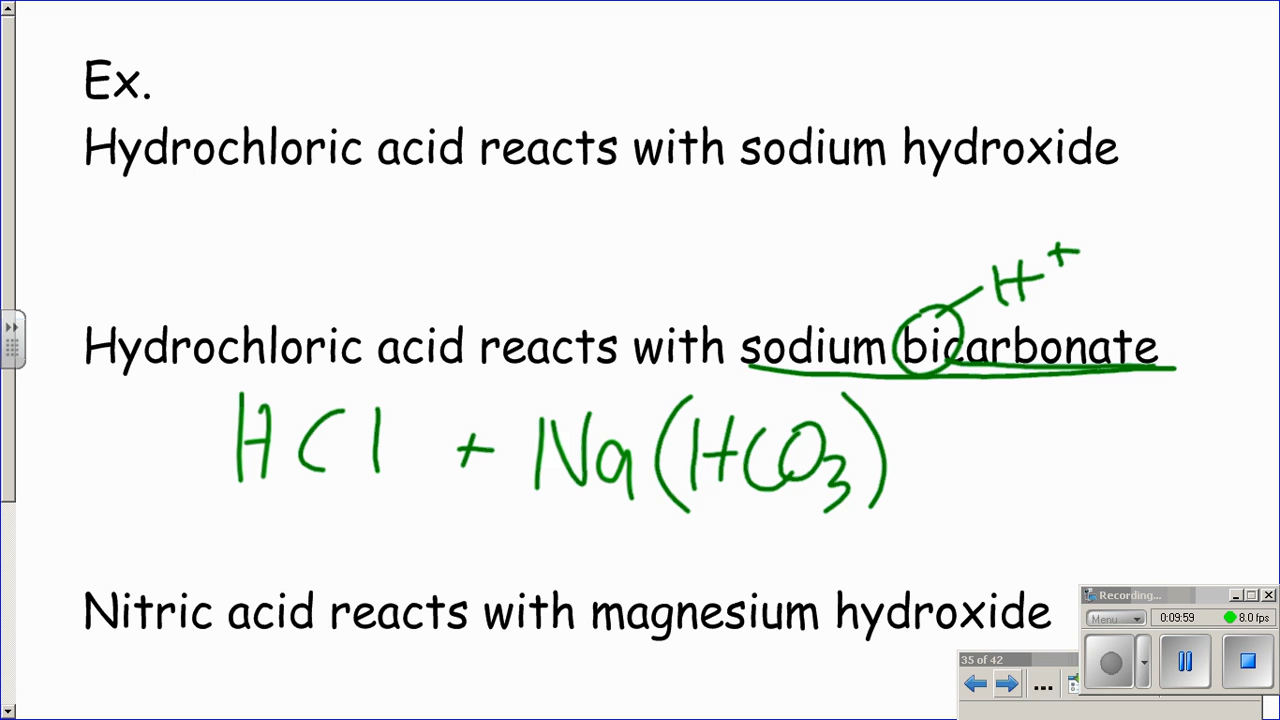 Ex.
Hydrochloric acid reacts with sodium hydroxide
H+
Hydrochloric acid reacts with sodium bicarbonate
HCl + Na(HCO3)
Nitric acid reacts with magnesium hydroxide
Recording...
Menu 0:09:59 8.0 fps
35 of 42
...